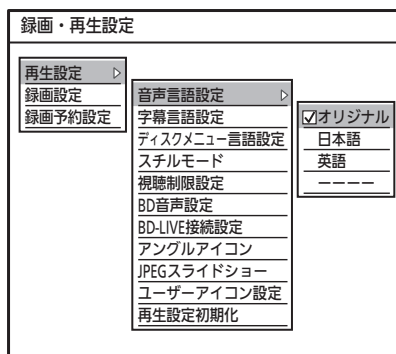 録画・再生設定
再生設定
録画設定
録画予約設定
音声言語設定
字幕言語設定
ディスクメニュー言語設定
スチルモード
視聴制限設定
BD音声設定
BD-LIVE接続設定
アングルアイコン
JPEGスライドショー
ユーザーアイコン設定
再生設定初期化
オリジナル
日本語
英語
ーーーー